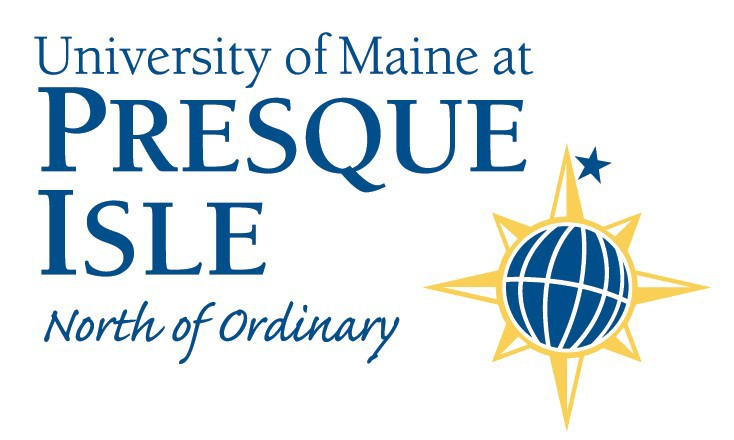 University of Maine at
PRESQUE
ISLE
North of Ordinary